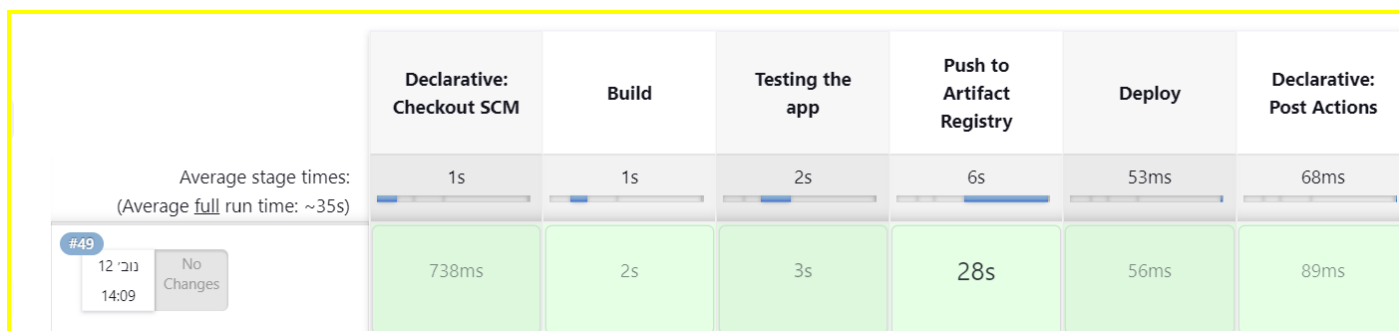 Declarative:
Checkout SCM
Build
Testing the
app
Push to
Artifact
Registry
Deploy
Declarative:
Post Actions
Average stage times:
(Average full run time: ~35s)
1s
1s
2s
6s
53ms
68ms
#49
נוב׳ 12
14:09
No
Changes
738ms
2s
3s
28s
56ms
89ms